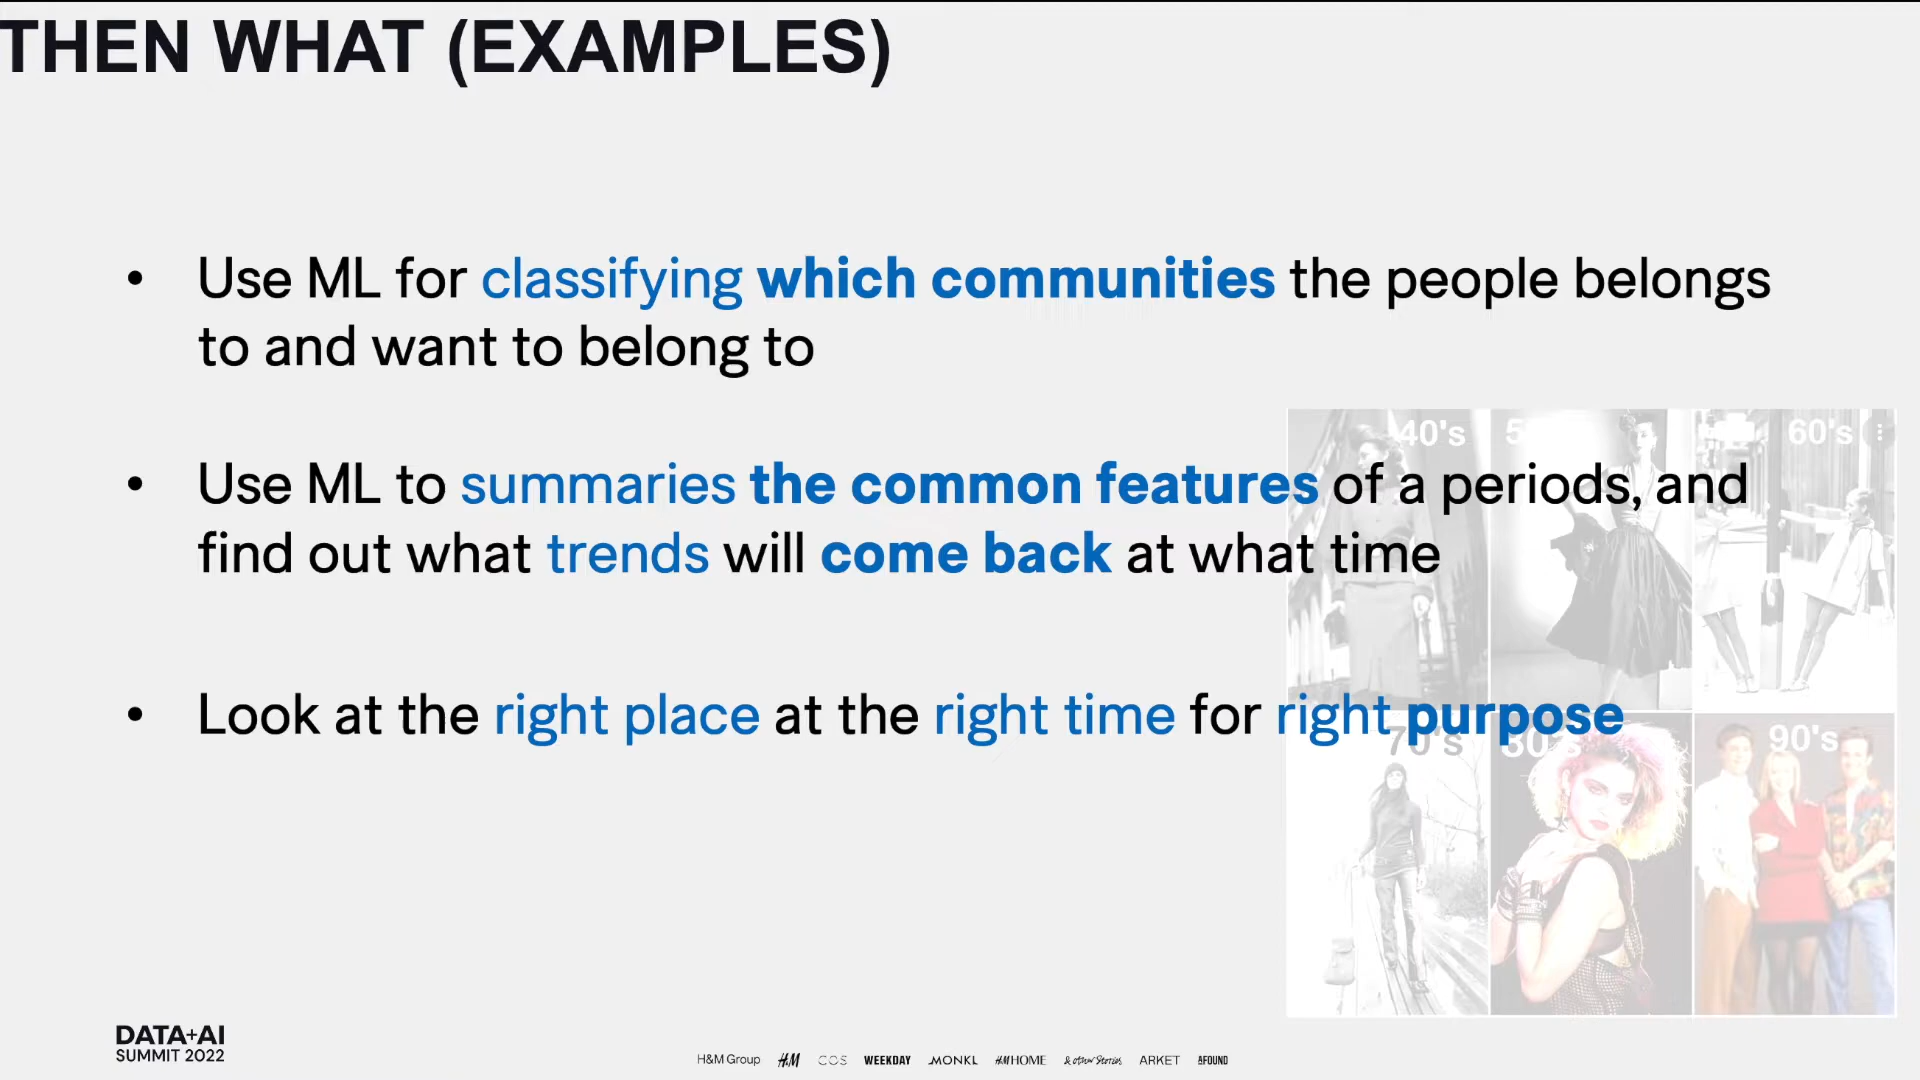 THEN WHAT (EXAMPLES)
• Use ML for classifying which communities the people belongs
to and want to belong to
• Use ML to summaries the common features of a periods, and
find out what trends will come back at what time
• Look at the right place at the right time for right purpose
40's
60's
70's 80's 90's
DATA+AI
SUMMIT 2022
H&M Group H&M COS WEEKDAY MONKI H&M HOME & other Stories ARKET AFOUND